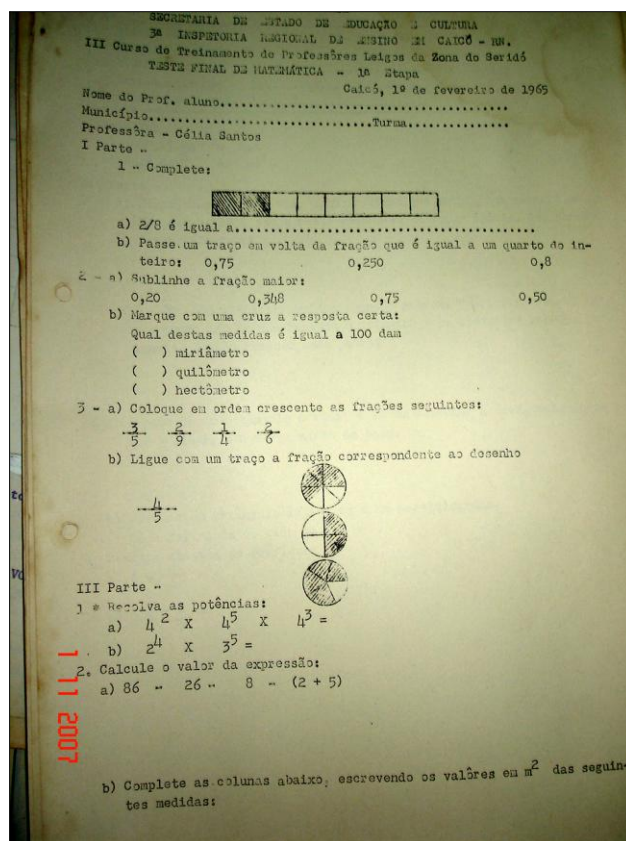 SECRETARIA DE ESTADO DE EDUCAÇÃO E CULTURA
3ª INSPETORIA REGIONAL DE ENSINO EM CAICÓ - RN.
III Curso de Treinamento de Professôres Leigos da Zona do Seridó
TESTE FINAL DE MATEMÁTICA - 1ª Etapa
Caicó, 1º de fevereiro de 1965
Nome do Prof. aluno..................................................
Município................................Turma................
Professôra - Célia Santos
I Parte -
1 - Complete:
a) 2/8 é igual a..........................................
b) Passe um traço em volta da fração que é igual a um quarto do in-
teiro: 0,75 0,250 0,8
2 - a) Sublinhe a fração maior:
0,20 0,348 0,75 0,50
b) Marque com uma cruz a resposta certa:
Qual destas medidas é igual a 100 dam
( ) miriâmetro
( ) quilômetro
( ) hectômetro
3 - a) Coloque em ordem crescente as frações seguintes:
3/5 2/9 1/4 2/6
b) Ligue com um traço a fração correspondente ao desenho
4/5
III Parte -
1 - Resolva as potências:
a) 4² X 4⁵ X 4³ =
b) 2⁴ X 3⁵ =
2. Calcule o valor da expressão:
a) 86 - 26 - 8 - (2 + 5)
b) Complete as colunas abaixo, escrevendo os valôres em m² das seguin-
tes medidas:
1 11 2007